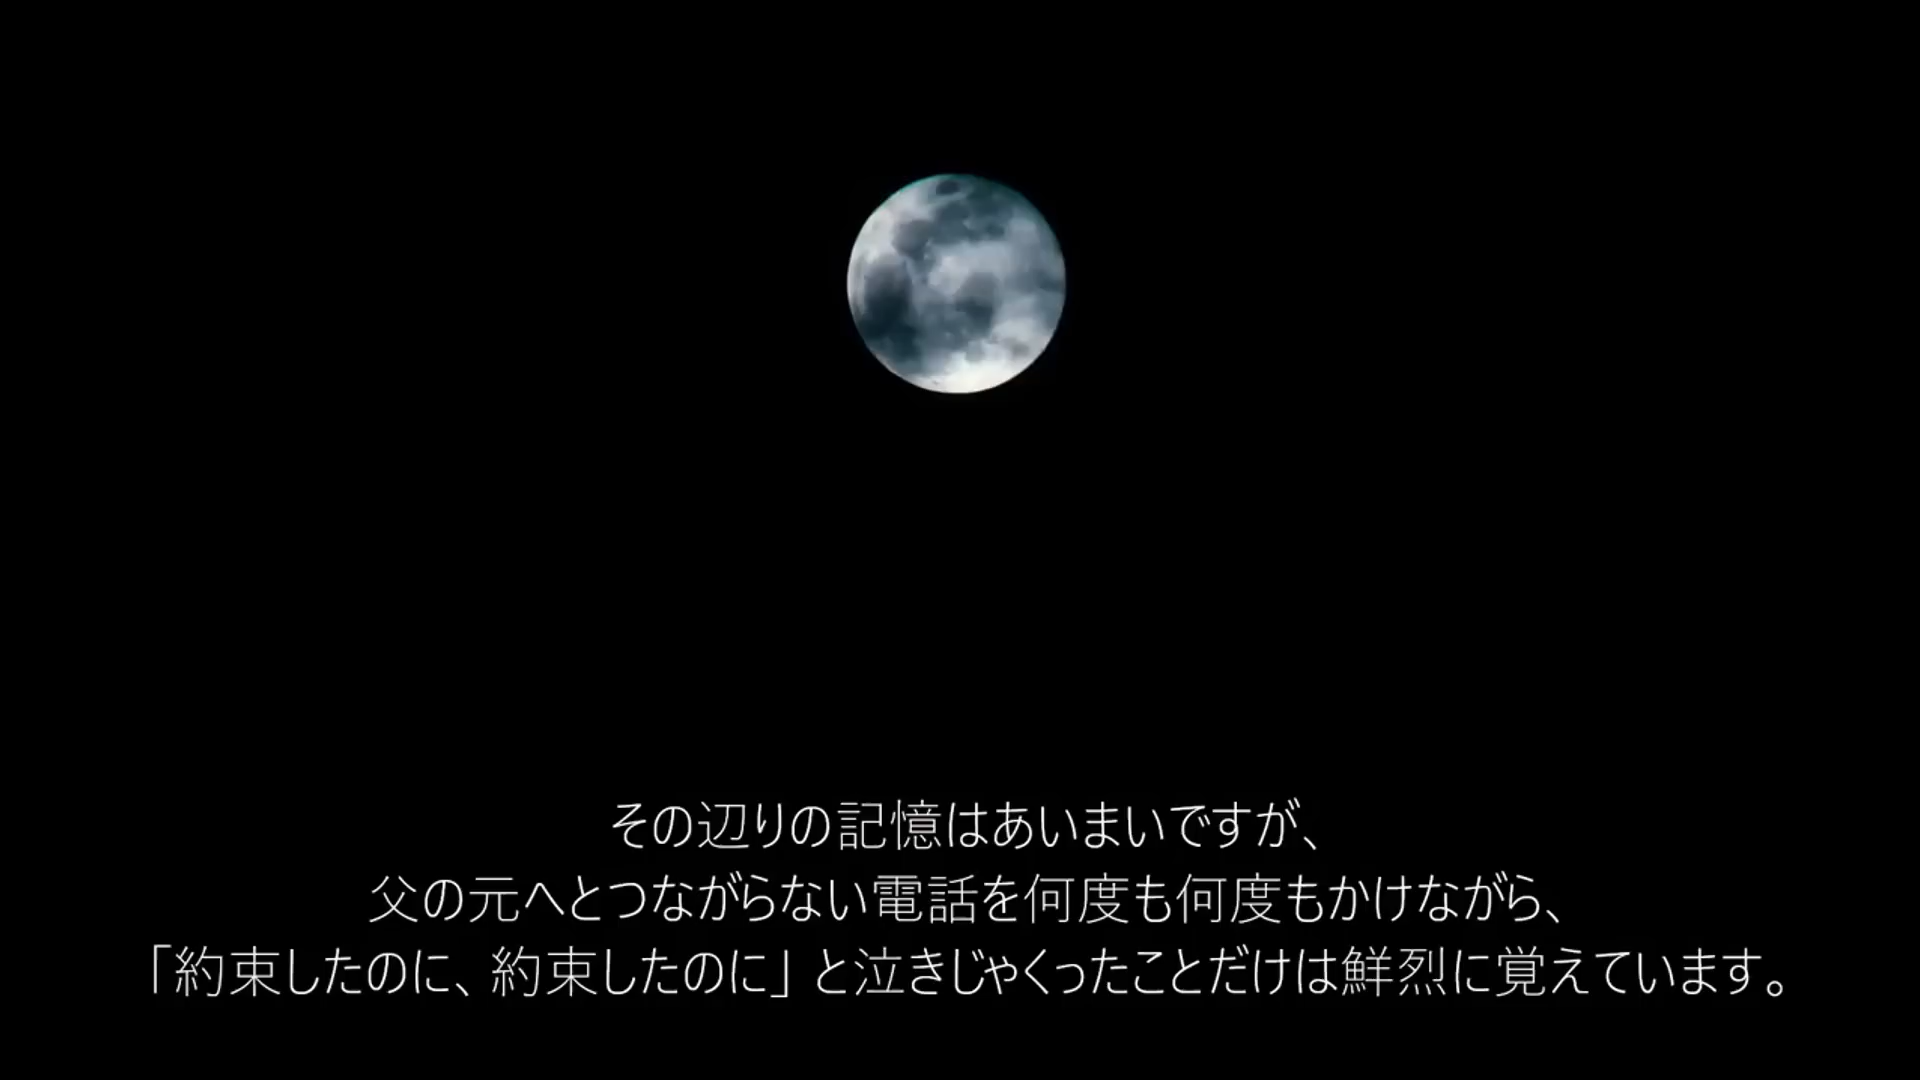 その辺りの記憶はあいまいですが、
父の元へとつながらない電話を何度も何度もかけながら、
「約束したのに、約束したのに」と泣きじゃくったことだけは鮮烈に覚えています。